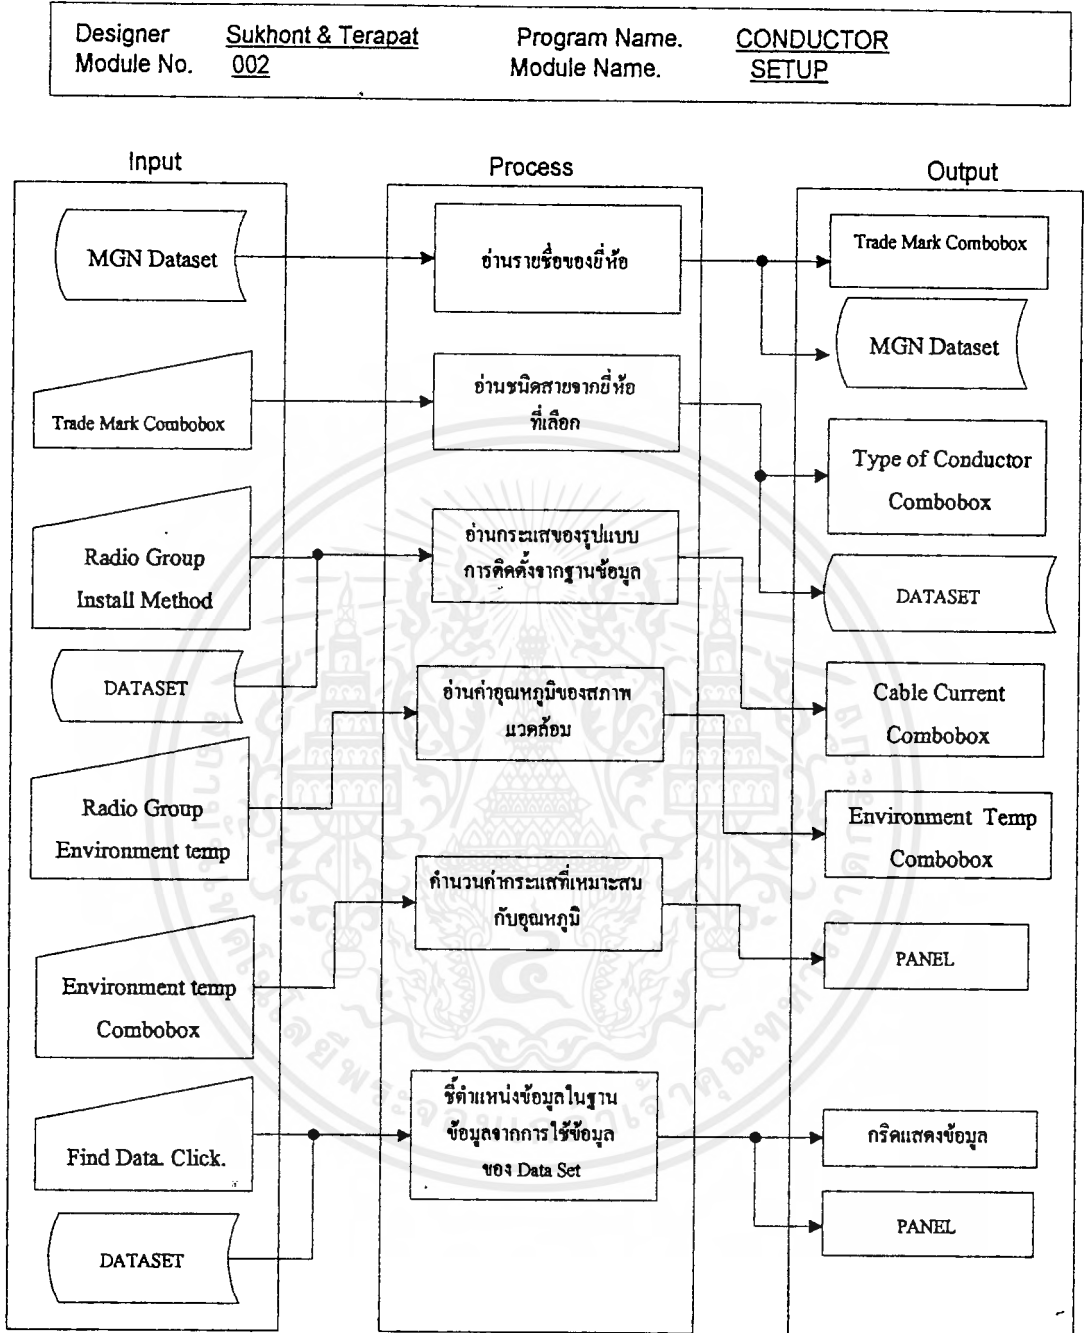 Designer Sukhont & Terapat Program Name. CONDUCTOR
Module No. 002 Module Name. SETUP
Input
Process
Output
MGN Dataset
อ่านรายชื่อของยี่ห้อ
Trade Mark Combobox
MGN Dataset
Trade Mark Combobox
อ่านชนิดสายจากยี่ห้อ
ที่เลือก
Type of Conductor
Combobox
Radio Group
Install Method
อ่านกระแสของรูปแบบ
การติดตั้งจากฐานข้อมูล
DATASET
DATASET
อ่านค่าอุณหภูมิของสภาพ
แวดล้อม
Cable Current
Combobox
Radio Group
Environment temp
Environment Temp
Combobox
คำนวนค่ากระแสที่เหมาะสม
กับอุณหภูมิ
PANEL
Environment temp
Combobox
Find Data. Click.
ชี้ตำแหน่งข้อมูลในฐาน
ข้อมูลจากการใช้ข้อมูล
ของ Data Set
กริดแสดงข้อมูล
DATASET
PANEL